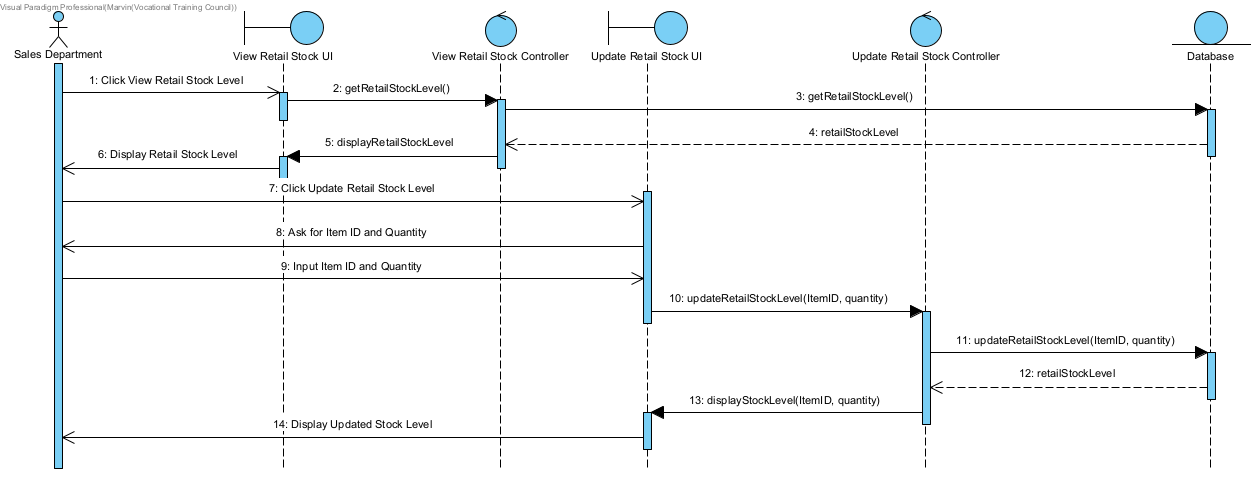 Visual Paradigm Professional(Marvin(Vocational Training Council))
Sales Department
View Retail Stock UI
View Retail Stock Controller
Update Retail Stock UI
Update Retail Stock Controller
Database
1: Click View Retail Stock Level
2: getRetailStockLevel()
3: getRetailStockLevel()
4: retailStockLevel
5: displayRetailStockLevel
6: Display Retail Stock Level
7: Click Update Retail Stock Level
8: Ask for Item ID and Quantity
9: Input Item ID and Quantity
10: updateRetailStockLevel(ItemID, quantity)
11: updateRetailStockLevel(ItemID, quantity)
12: retailStockLevel
13: displayStockLevel(ItemID, quantity)
14: Display Updated Stock Level